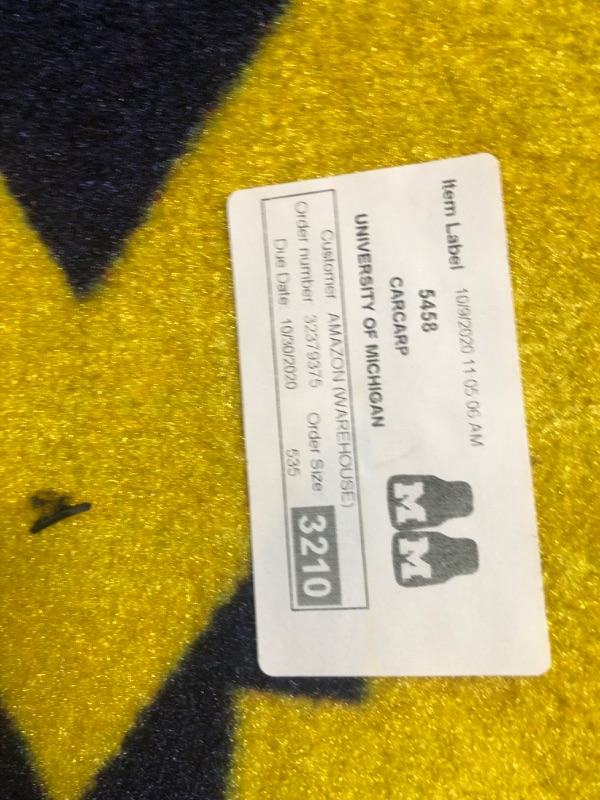 Item Label 10/9/2020 11 05 06 AM
5458
CARCARP
UNIVERSITY OF MICHIGAN
M M
Customer AMAZON (WAREHOUSE)
Order number 32379375 Order Size: 3210
Due Date: 10/30/2020 535